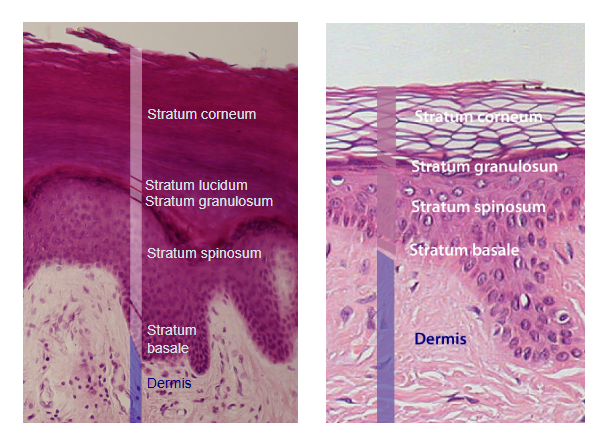 Stratum corneum
Stratum lucidum
Stratum granulosum
Stratum spinosum
Stratum
basale
Dermis
Stratum corneum
Stratum granulosun
Stratum spinosum
Stratum basale
Dermis